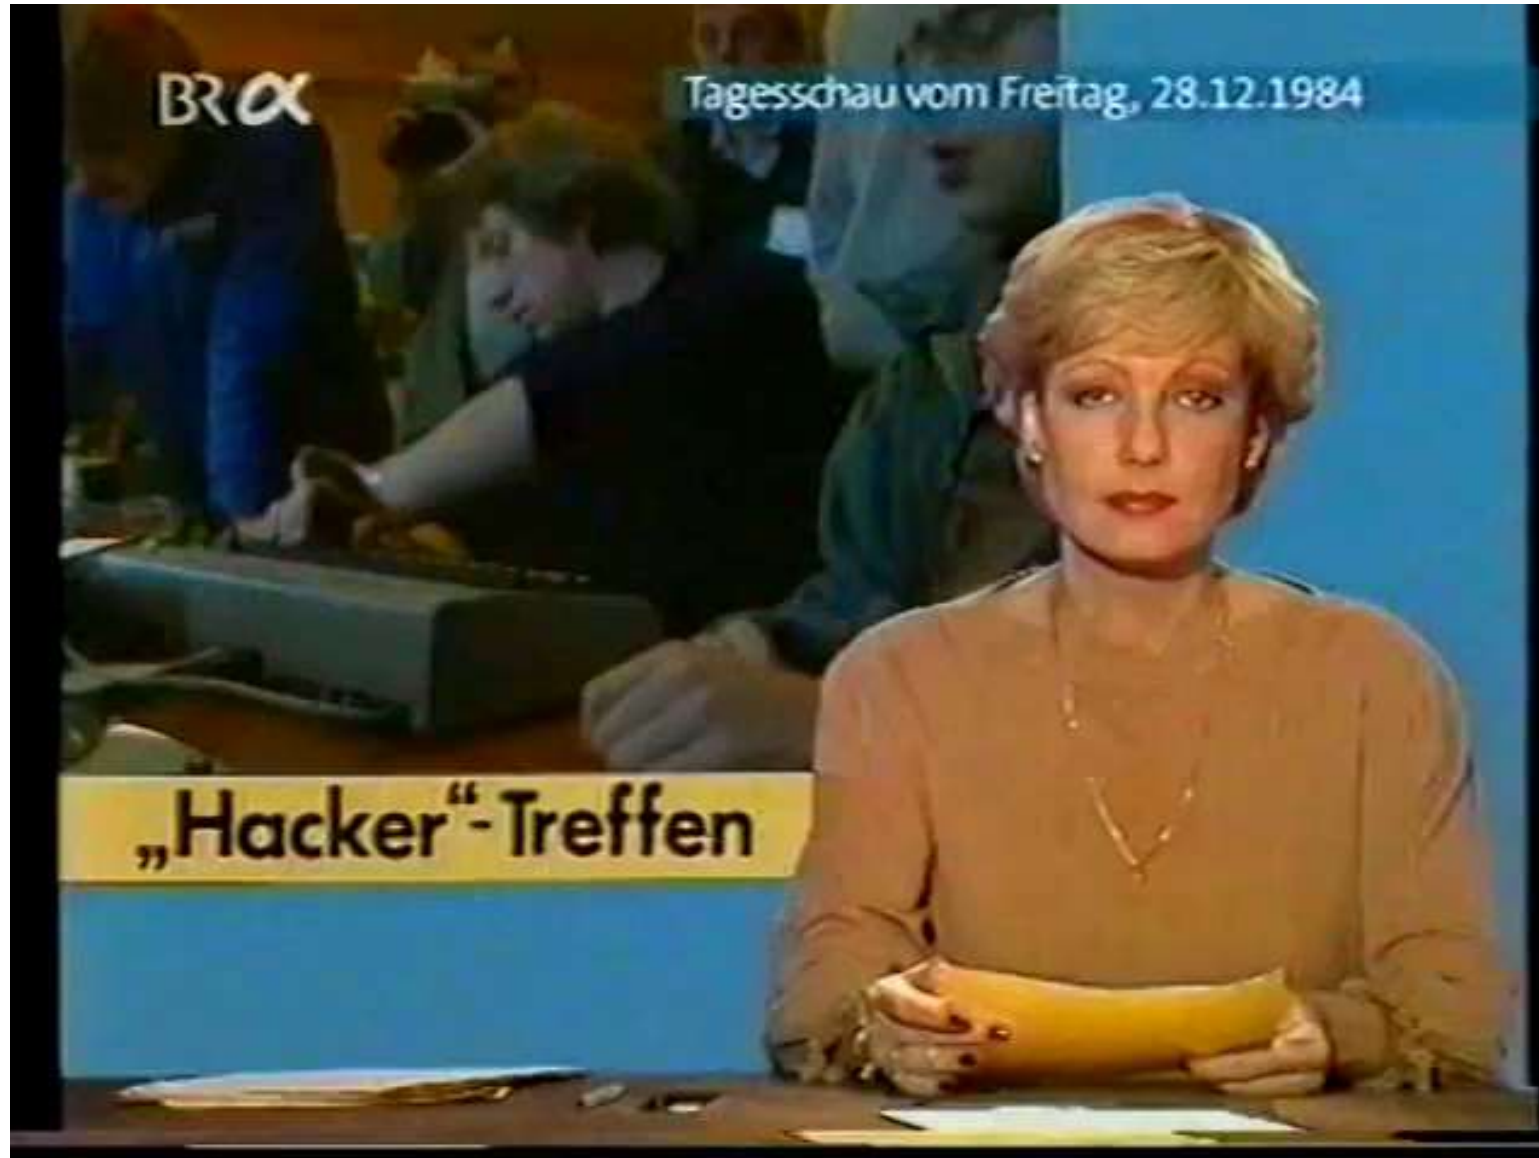 BR α
Tagesschau vom Freitag, 28.12.1984
„Hacker“-Treffen